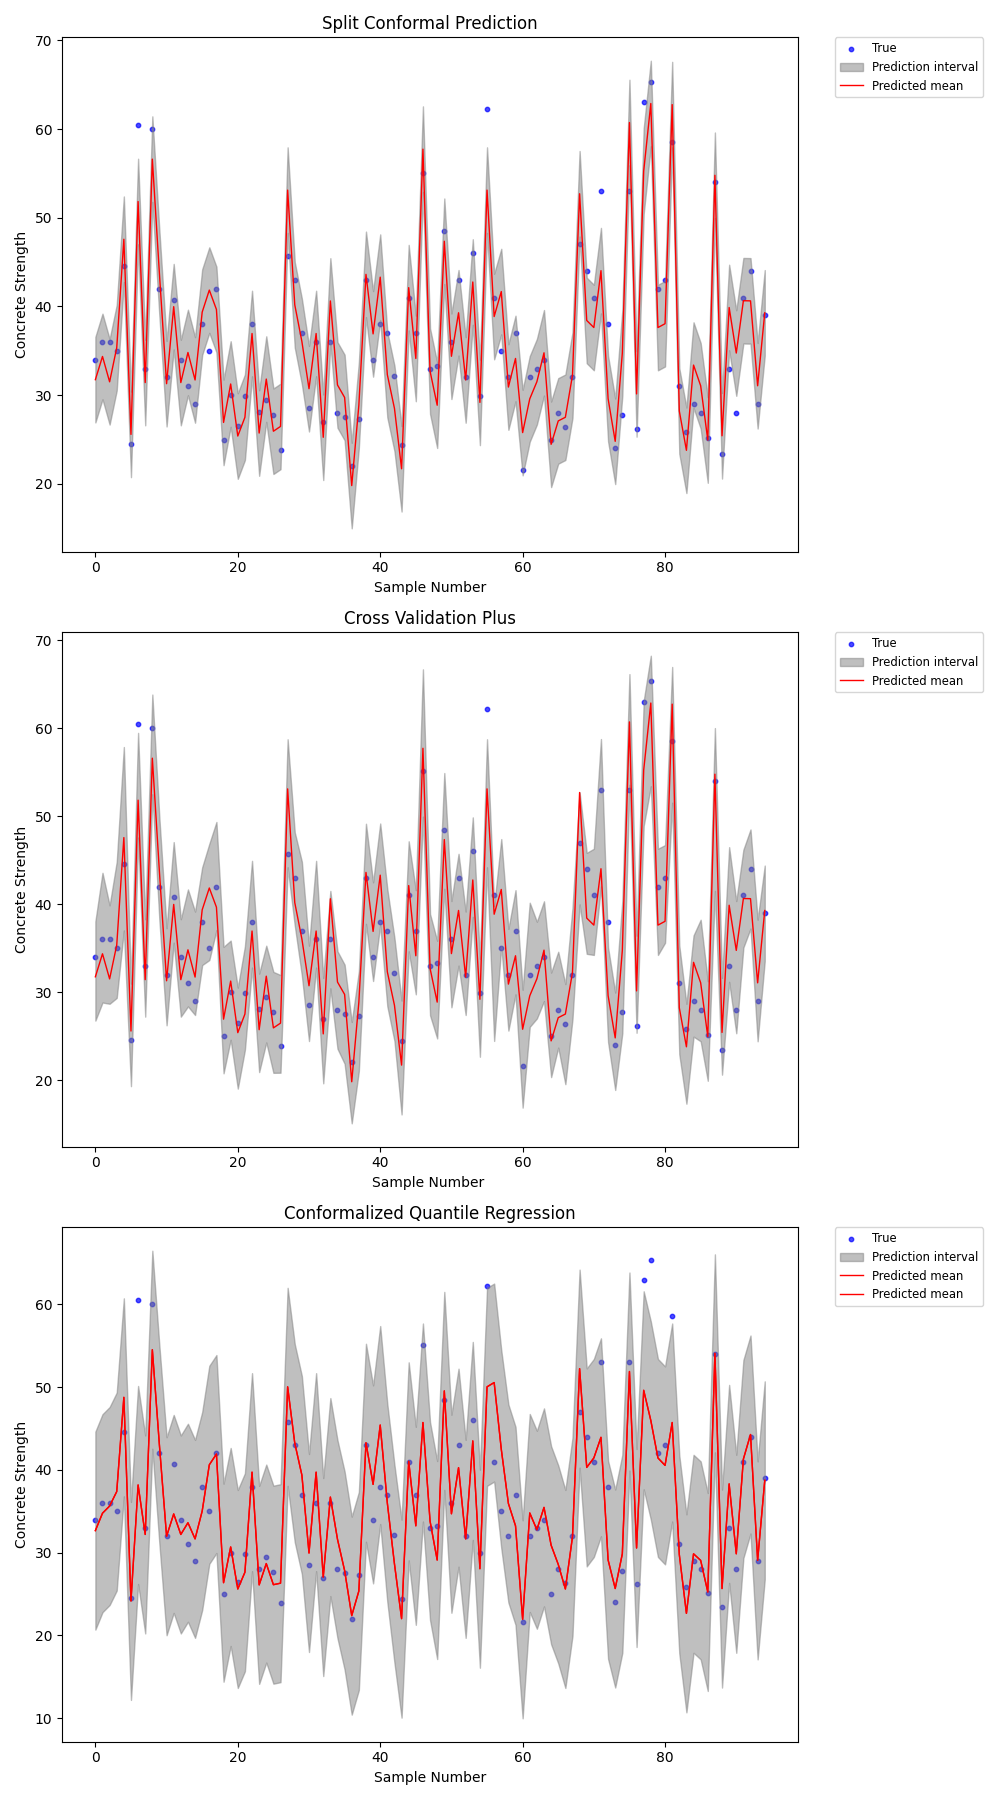 Split Conformal Prediction
70
60
50
40
30
20
Concrete Strength
0 20 40 60 80
Sample Number
True
Prediction interval
Predicted mean
Cross Validation Plus
70
60
50
40
30
20
Concrete Strength
0 20 40 60 80
Sample Number
True
Prediction interval
Predicted mean
Conformalized Quantile Regression
60
50
40
30
20
10
Concrete Strength
0 20 40 60 80
Sample Number
True
Prediction interval
Predicted mean
Predicted mean